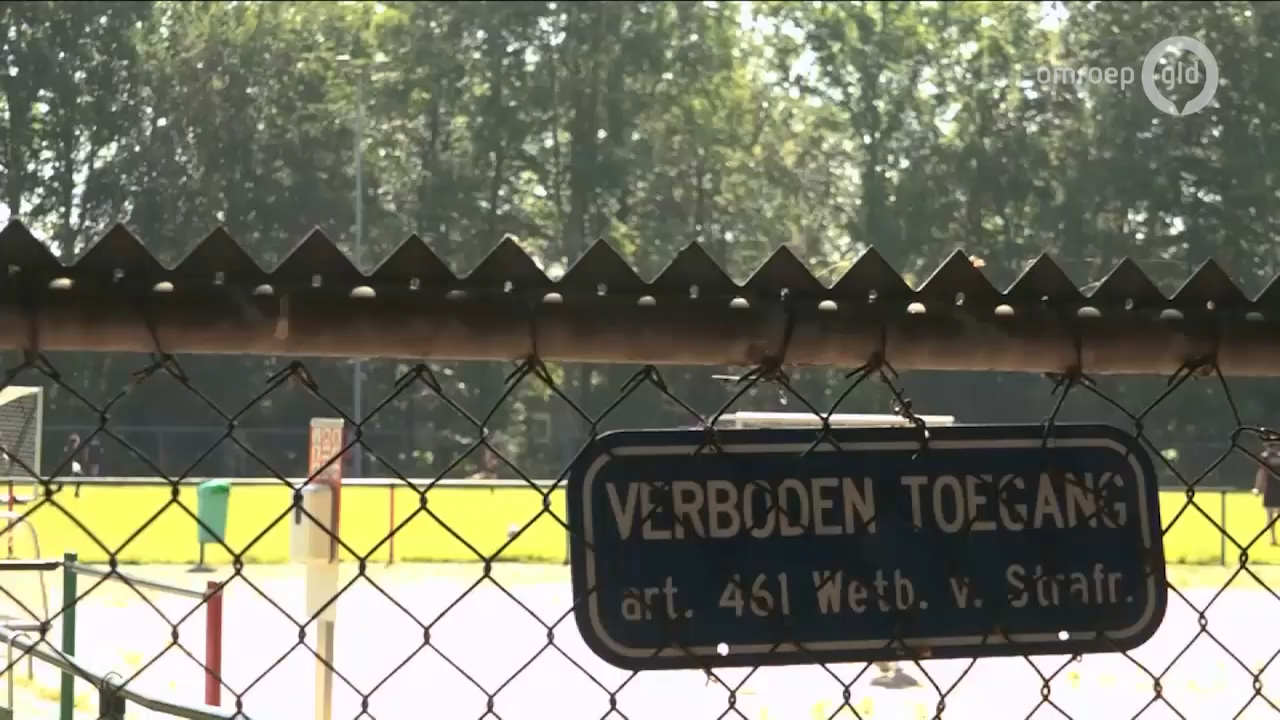 omroep gld
VERBODEN TOEGANG
art. 461 Wetb. v. Strafr.